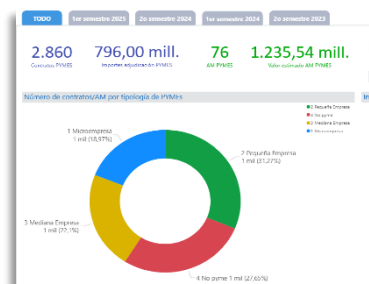 TODO
1er semestre 2025
2o semestre 2024
1er semestre 2024
2o semestre 2023
2.860
Contratos PYMES
796,00 mill.
Importes adjudicación PYMES
76
AM PYMES
1.235,54 mill.
Valor estimado AM PYMES
Número de contratos/AM por tipología de PYMES
2 Pequeña Empresa
4 No pyme
3 Mediana Empresa
1 Microempresa
1 Microempresa
1 mil (18,97%)
2 Pequeña Empresa
1 mil (31,27%)
3 Mediana Empresa
1 mil (22,1%)
4 No pyme 1 mil (27,65%)